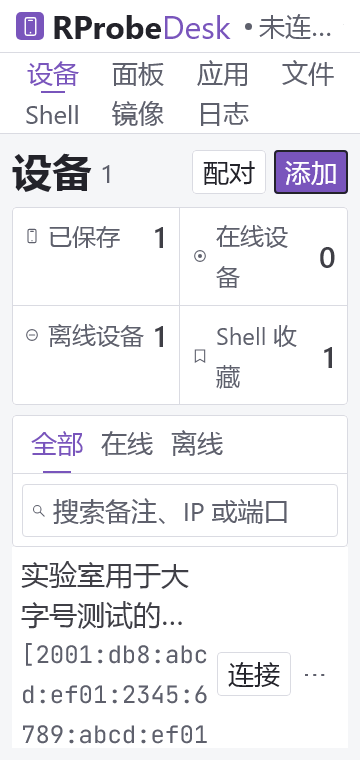 RProbeDesk • 未连…
设备 面板 应用 文件
Shell 镜像 日志
设备 1 配对 添加
已保存 1
在线设备 0
离线设备 1
Shell 收藏 1
全部 在线 离线
搜索备注、IP 或端口
实验室用于大
字号测试的…
[2001:db8:abc
d:ef01:2345:6
789:abcd:ef01
连接 …